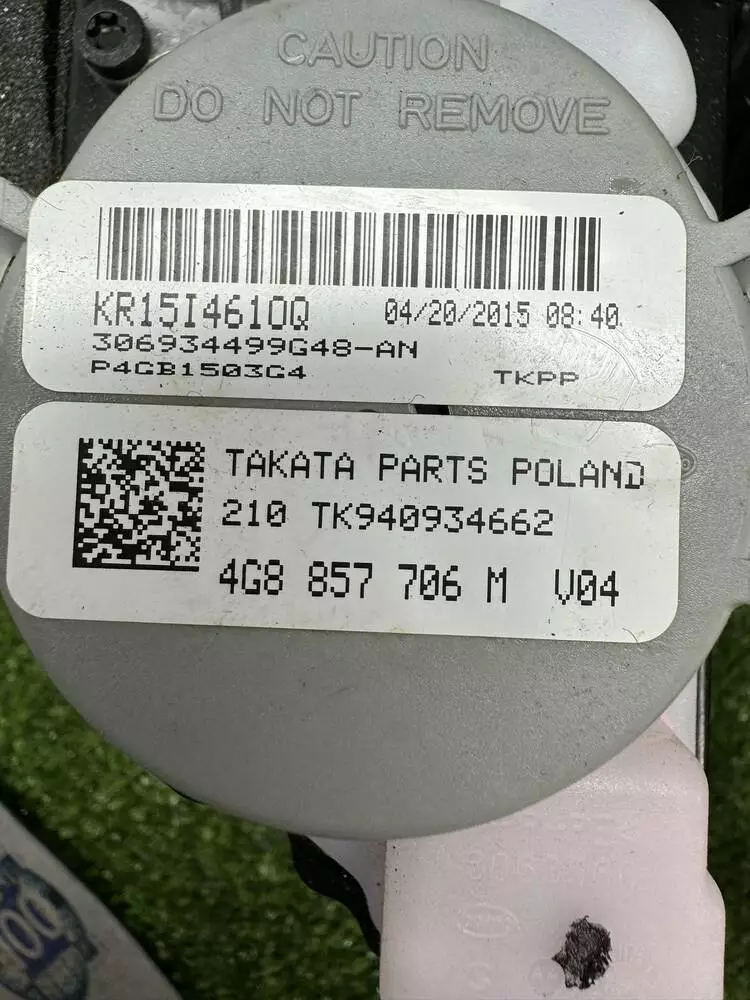 CAUTION
DO NOT REMOVE
KR15I4610Q 04/20/2015 08:40
306934499G48-AN
P4GB1503G4 TKPP
TAKATA PARTS POLAND
210 TK940934662
4G8 857 706 M V04